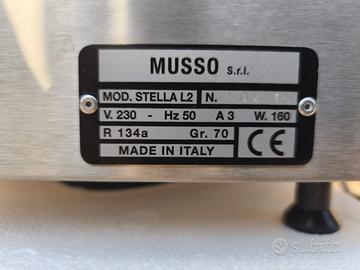 MUSSO S.r.l.
MOD. STELLA L2 N.
V. 230 - Hz 50 A 3 W. 160
R 134a Gr. 70 CE
MADE IN ITALY
subito